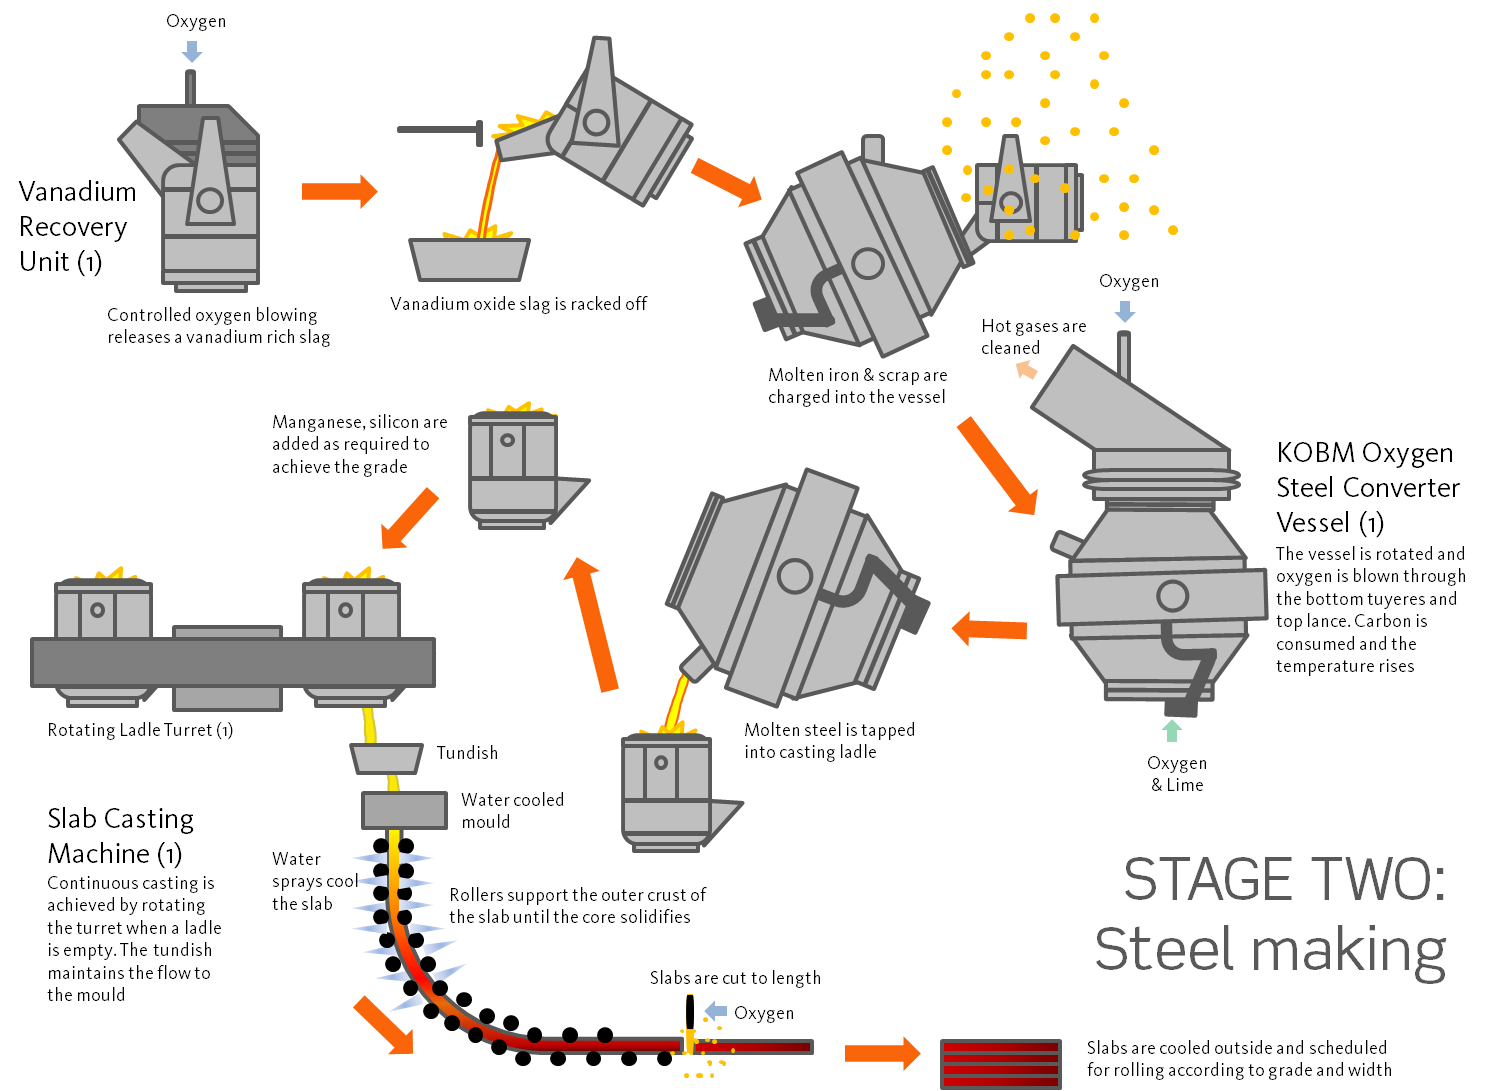 Oxygen
Vanadium
Recovery
Unit (1)
Controlled oxygen blowing
releases a vanadium rich slag
Vanadium oxide slag is racked off
Molten iron & scrap are
charged into the vessel
Oxygen
Hot gases are
cleaned
KOBM Oxygen
Steel Converter
Vessel (1)
The vessel is rotated and
oxygen is blown through
the bottom tuyeres and
top lance. Carbon is
consumed and the
temperature rises
Oxygen
& Lime
Molten steel is tapped
into casting ladle
Manganese, silicon are
added as required to
achieve the grade
Rotating Ladle Turret (1)
Tundish
Water cooled
mould
Slab Casting
Machine (1)
Continuous casting is
achieved by rotating
the turret when a ladle
is empty. The tundish
maintains the flow to
the mould
Water
sprays cool
the slab
Rollers support the outer crust of
the slab until the core solidifies
Slabs are cut to length
Oxygen
Slabs are cooled outside and scheduled
for rolling according to grade and width
STAGE TWO:
Steel making